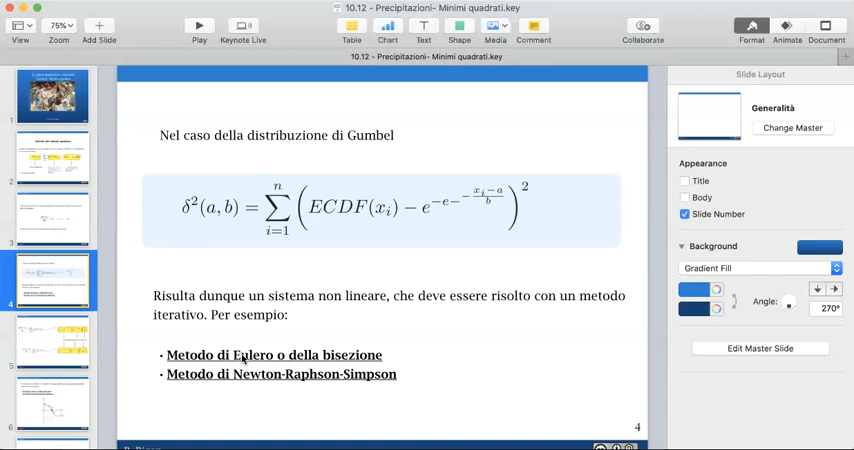 10.12 - Precipitazioni- Minimi quadrati.key
75%
View Zoom Add Slide Play Keynote Live Table Chart Text Shape Media Comment Collaborate Format Animate Document
10.12 - Precipitazioni- Minimi quadrati.key
Slide Layout
Generalità
Change Master
Appearance
Title
Body
Slide Number
Background
Gradient Fill
Angle:
270°
Edit Master Slide
1
2
3
4
5
6
Nel caso della distribuzione di Gumbel
δ²(a, b) = ∑ⁿᵢ₌₁ (ECDF(xᵢ) − e^{−e−^{−\frac{xᵢ−a}{b}}})²
Risulta dunque un sistema non lineare, che deve essere risolto con un metodo
iterativo. Per esempio:
· Metodo di Eulero o della bisezione
· Metodo di Newton-Raphson-Simpson
4